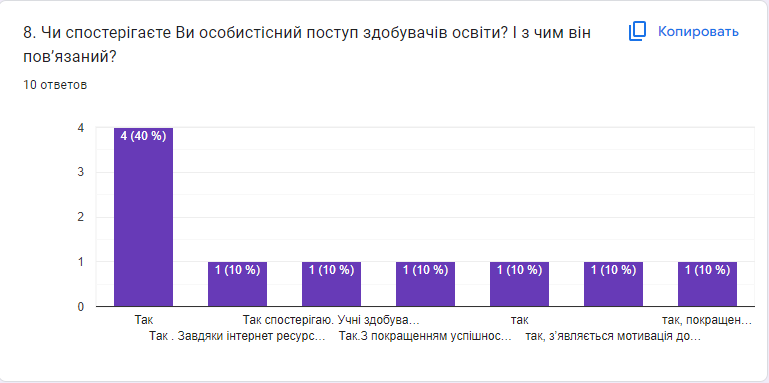 8. Чи спостерігаєте Ви особистісний поступ здобувачів освіти? І з чим він
пов’язаний?
Копировать
10 ответов
4
3
2
1
0
4 (40 %)
1 (10 %)
1 (10 %)
1 (10 %)
1 (10 %)
1 (10 %)
1 (10 %)
Так
Так . Завдяки інтернет ресурс…
Так спостерігаю. Учні здобува…
Так.З покращенням успішнос…
так
так, з’являється мотивація до…
так, покращен…